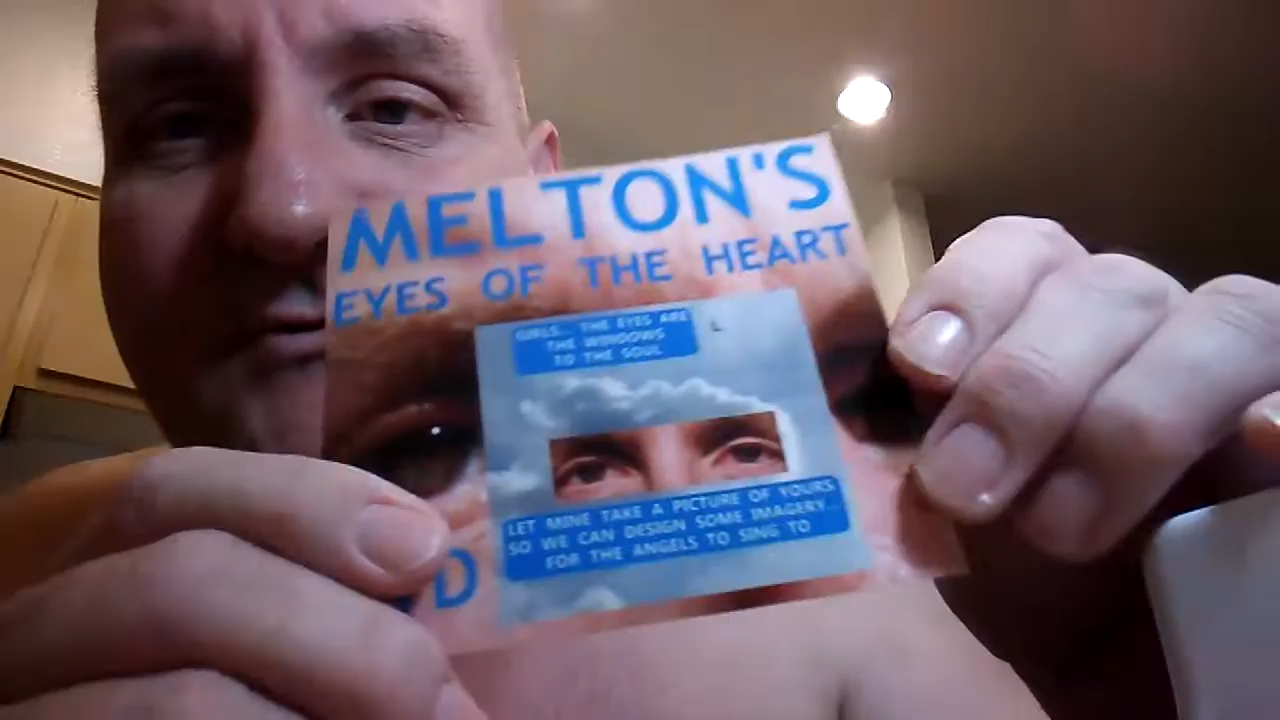 MELTON'S
EYES OF THE HEART
GIRLS... THE EYES ARE
THE WINDOWS
TO THE SOUL
LET MINE TAKE A PICTURE OF YOURS
SO WE CAN DESIGN SOME IMAGERY...
FOR THE ANGELS TO SING TO